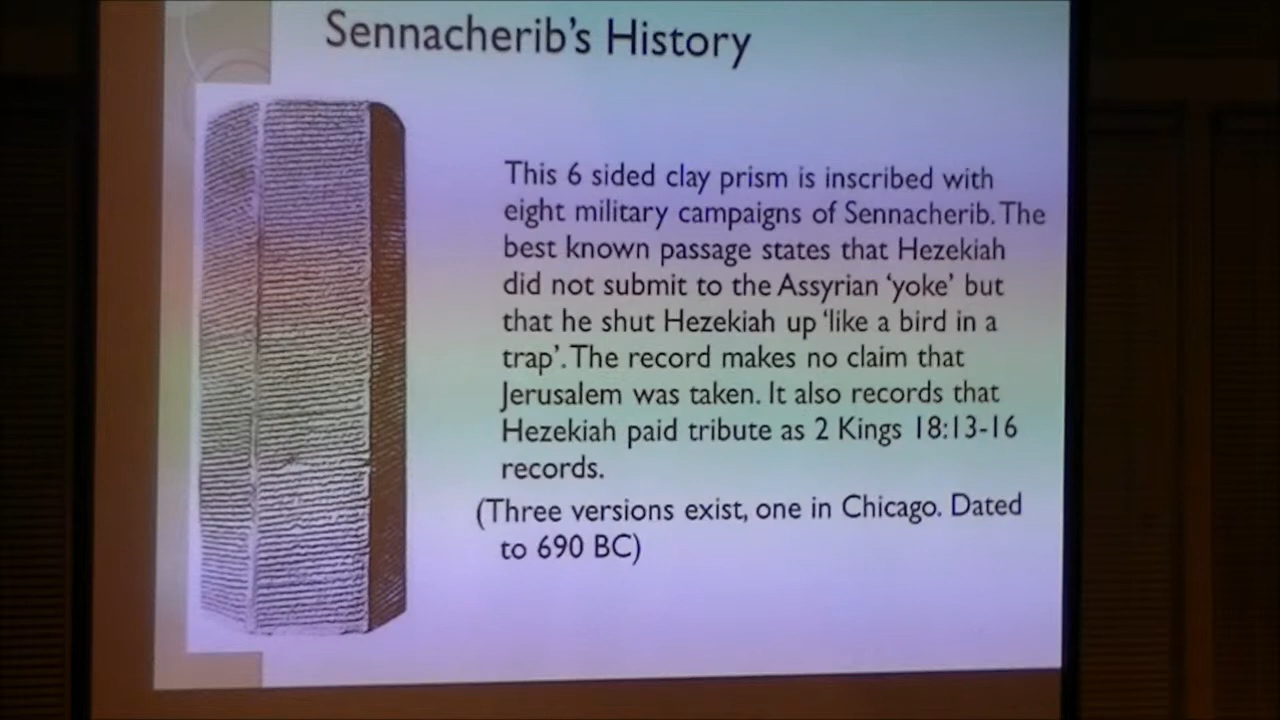 Sennacherib's History
This 6 sided clay prism is inscribed with
eight military campaigns of Sennacherib. The
best known passage states that Hezekiah
did not submit to the Assyrian ‘yoke’ but
that he shut Hezekiah up ‘like a bird in a
trap’. The record makes no claim that
Jerusalem was taken. It also records that
Hezekiah paid tribute as 2 Kings 18:13-16
records.
(Three versions exist, one in Chicago. Dated
to 690 BC)